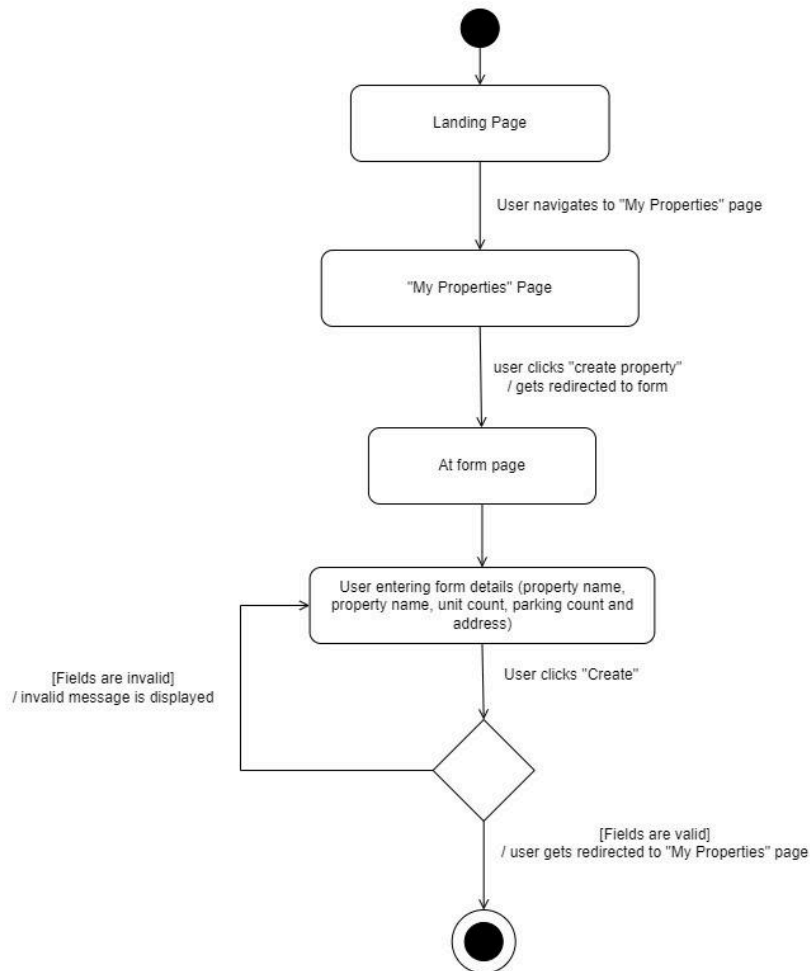 Landing Page
User navigates to "My Properties" page
"My Properties" Page
user clicks "create property"
/ gets redirected to form
At form page
User entering form details (property name,
property name, unit count, parking count and
address)
User clicks "Create"
[Fields are invalid]
/ invalid message is displayed
[Fields are valid]
/ user gets redirected to "My Properties" page